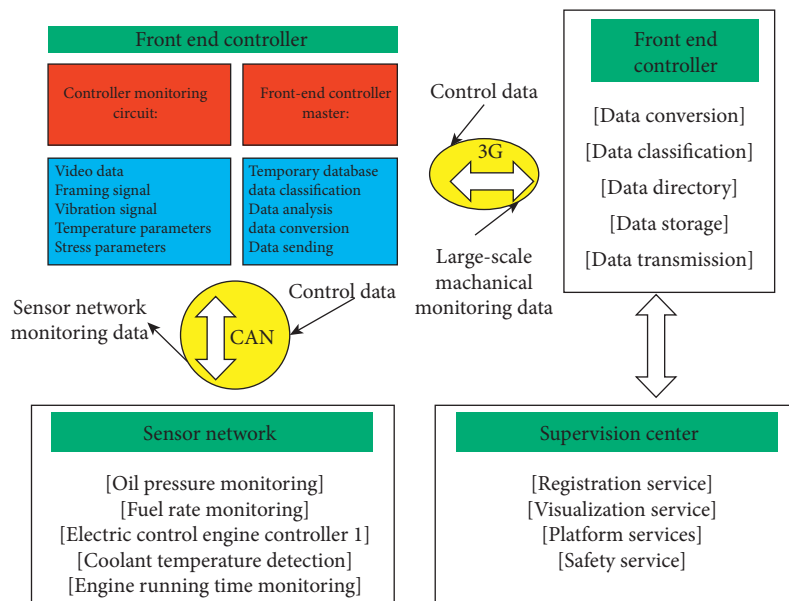 Front end controller
Controller monitoring
circuit:
Front-end controller
master:
Video data
Framing signal
Vibration signal
Temperature parameters
Stress parameters
Temporary database
data classification
Data analysis
data conversion
Data sending
Control data
3G
Large-scale
machanical
monitoring data
Front end
controller
[Data conversion]
[Data classification]
[Data directory]
[Data storage]
[Data transmission]
Sensor network
monitoring data
CAN
Control data
Sensor network
[Oil pressure monitoring]
[Fuel rate monitoring]
[Electric control engine controller 1]
[Coolant temperature detection]
[Engine running time monitoring]
Supervision center
[Registration service]
[Visualization service]
[Platform services]
[Safety service]